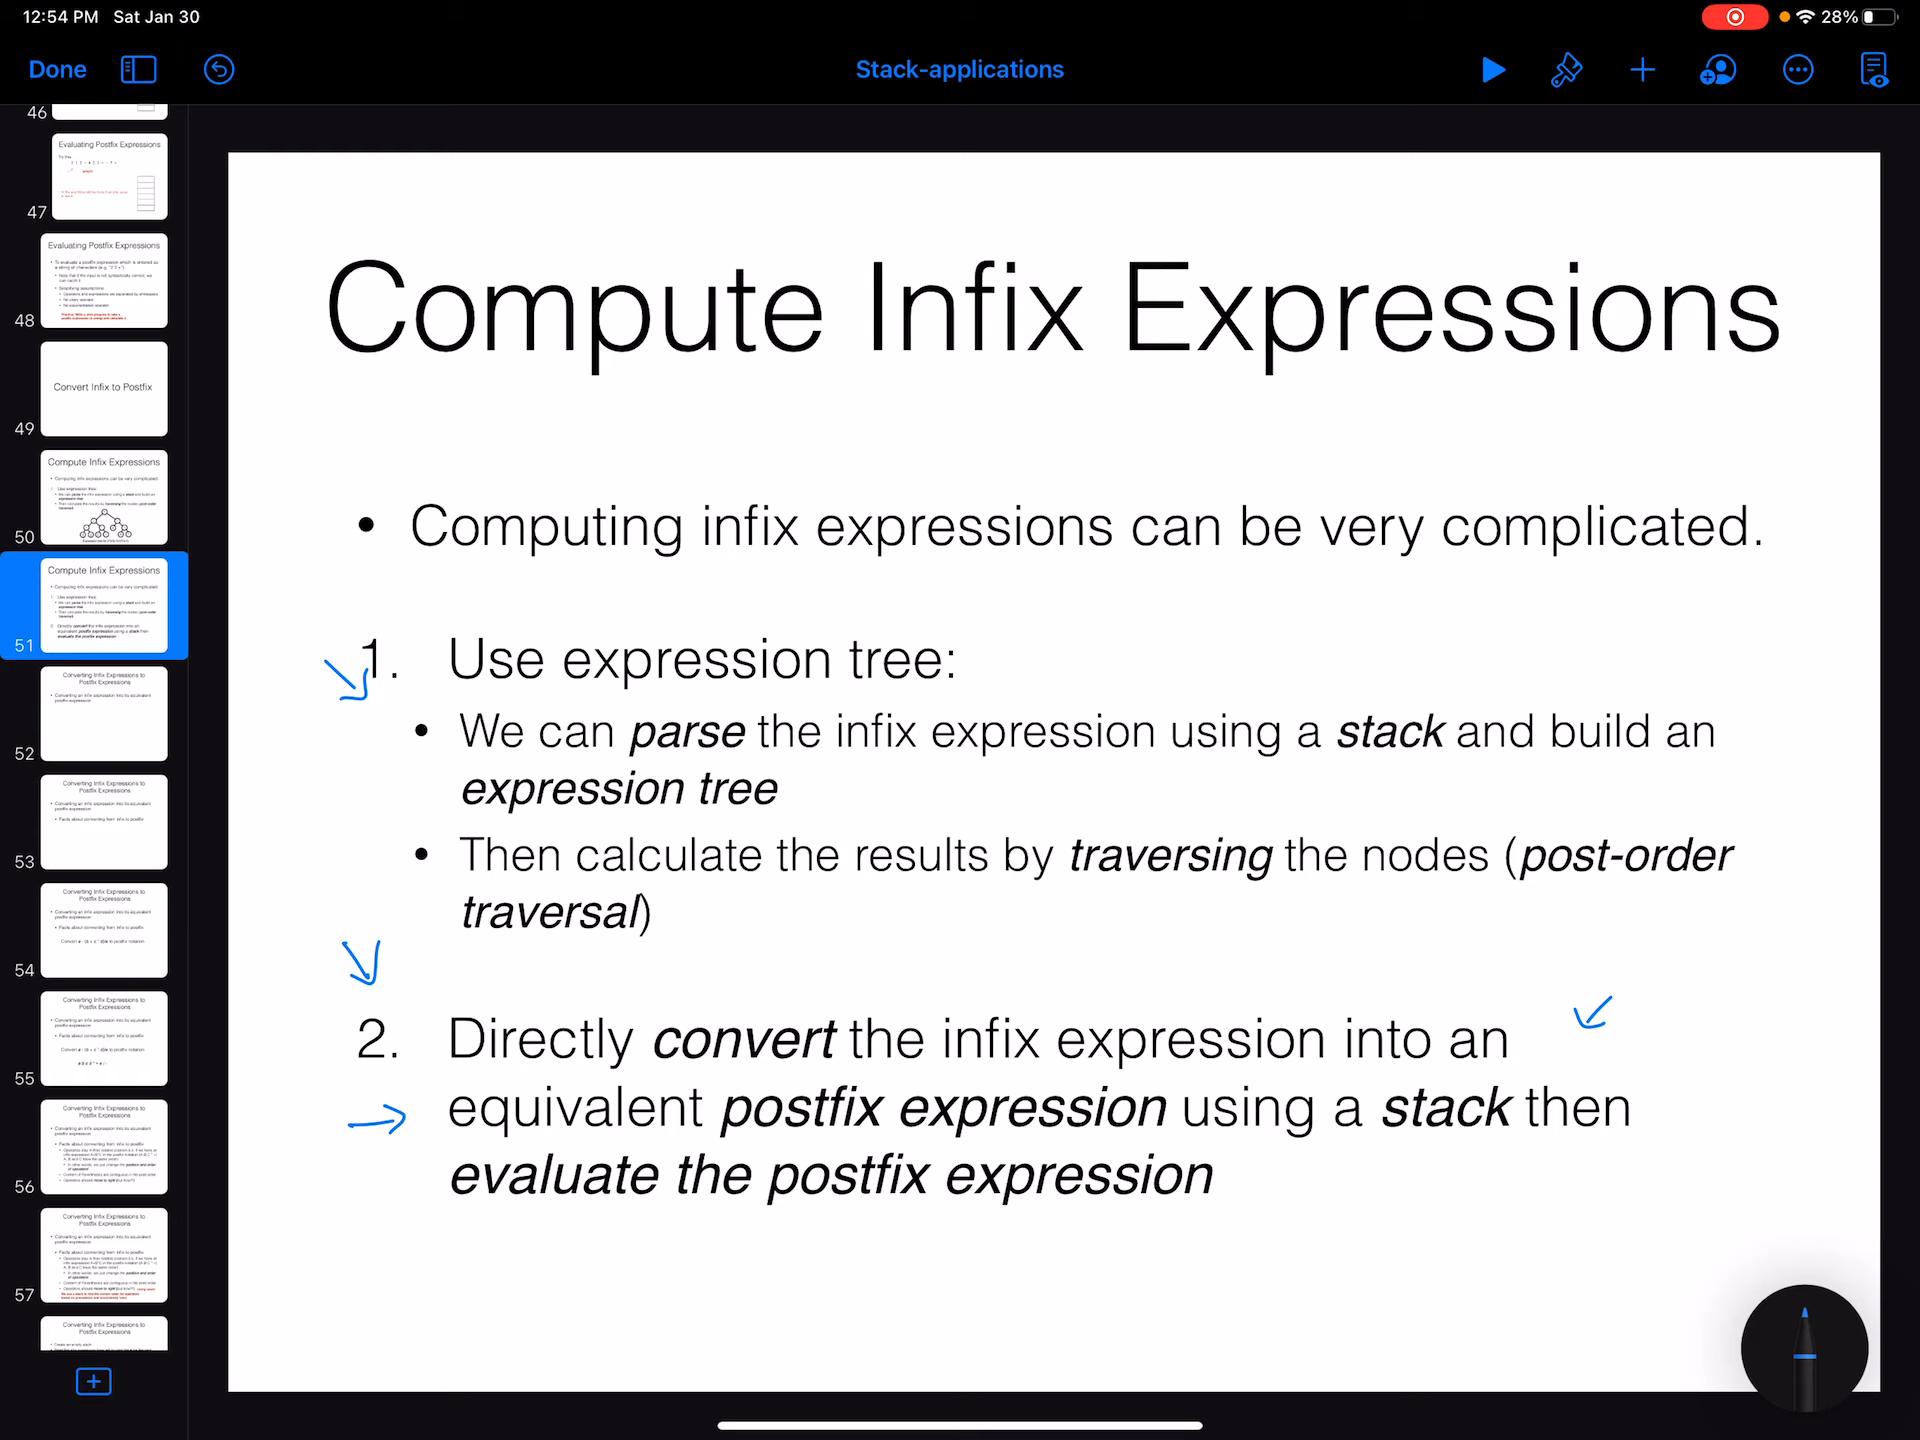 12:54 PM Sat Jan 30
28%
Done
Stack-applications
46
Evaluating Postfix Expressions
47
Evaluating Postfix Expressions
48
Convert Infix to Postfix
49
Compute Infix Expressions
50
Compute Infix Expressions
51
Converting Infix Expressions to
Postfix Expressions
52
Converting Infix Expressions to
Postfix Expressions
53
Converting Infix Expressions to
Postfix Expressions
54
Converting Infix Expressions to
Postfix Expressions
55
Converting Infix Expressions to
Postfix Expressions
56
Converting Infix Expressions to
Postfix Expressions
57
Converting Infix Expressions to
Postfix Expressions
Compute Infix Expressions
• Computing infix expressions can be very complicated.
1. Use expression tree:
• We can parse the infix expression using a stack and build an
expression tree
• Then calculate the results by traversing the nodes (post-order
traversal)
2. Directly convert the infix expression into an
equivalent postfix expression using a stack then
evaluate the postfix expression